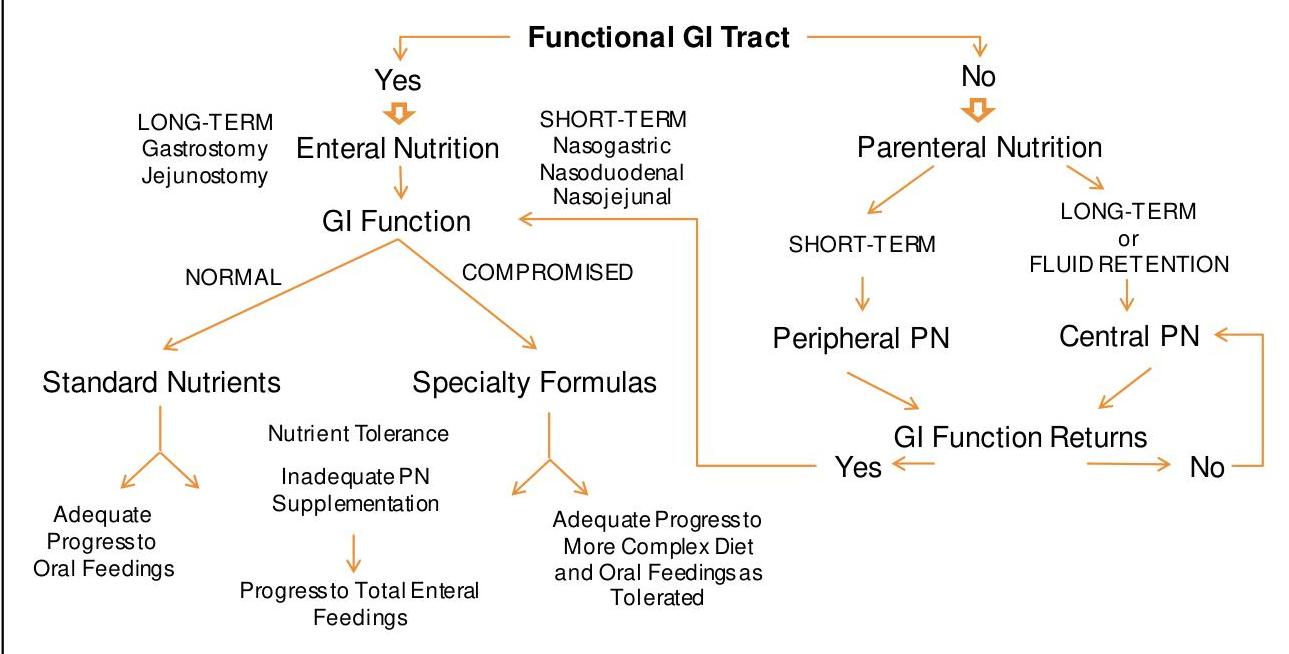 Functional GI Tract
Yes
No
LONG-TERM
Gastrostomy
Jejunostomy
Enteral Nutrition
SHORT-TERM
Nasogastric
Nasoduodenal
Nasojejunal
Parenteral Nutrition
GI Function
SHORT-TERM
LONG-TERM
or
FLUID RETENTION
NORMAL
COMPROMISED
Peripheral PN
Central PN
Standard Nutrients
Specialty Formulas
Nutrient Tolerance
GI Function Returns
Yes
No
Inadequate PN
Supplementation
Adequate
Progress to
Oral Feedings
Progress to Total Enteral
Feedings
Adequate Progress to
More Complex Diet
and Oral Feedings as
Tolerated